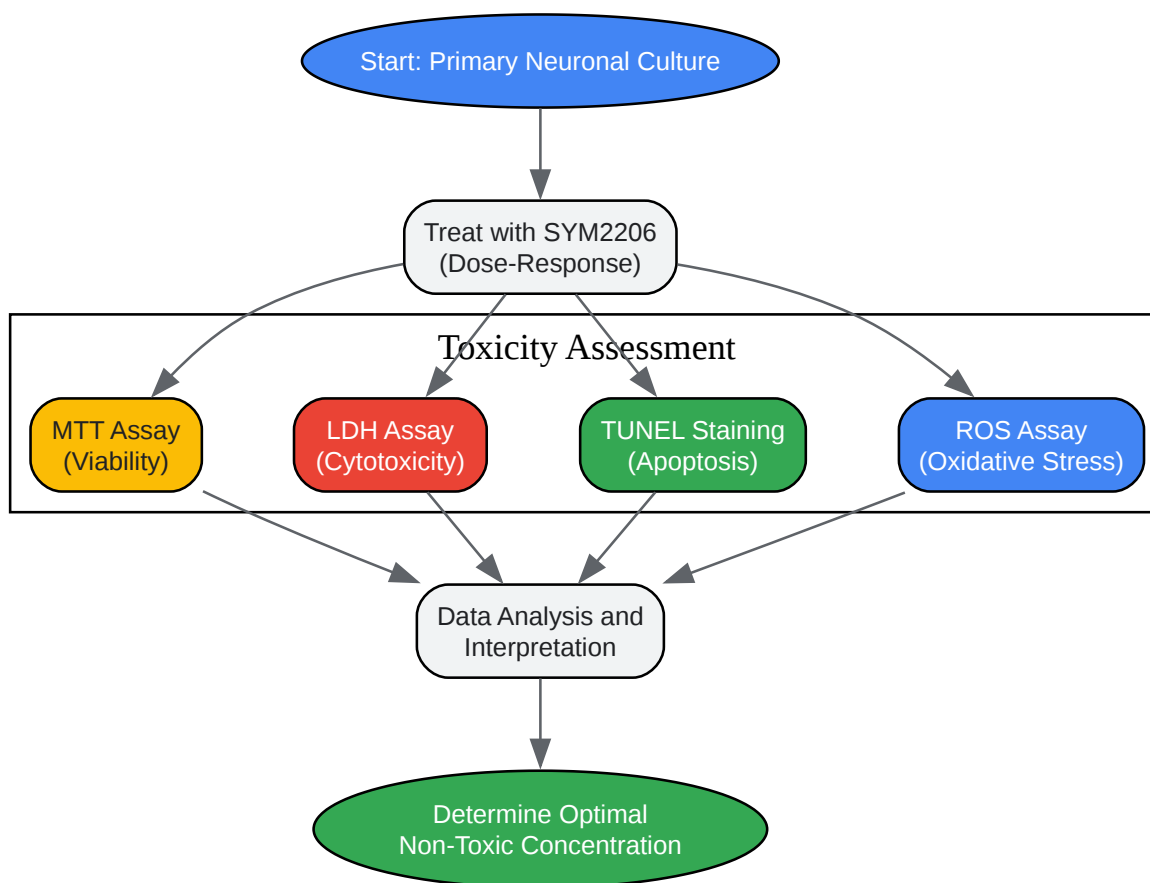 Start: Primary Neuronal Culture
Treat with SYM2206
(Dose-Response)
Toxicity Assessment
MTT Assay
(Viability)
LDH Assay
(Cytotoxicity)
TUNEL Staining
(Apoptosis)
ROS Assay
(Oxidative Stress)
Data Analysis and
Interpretation
Determine Optimal
Non-Toxic Concentration